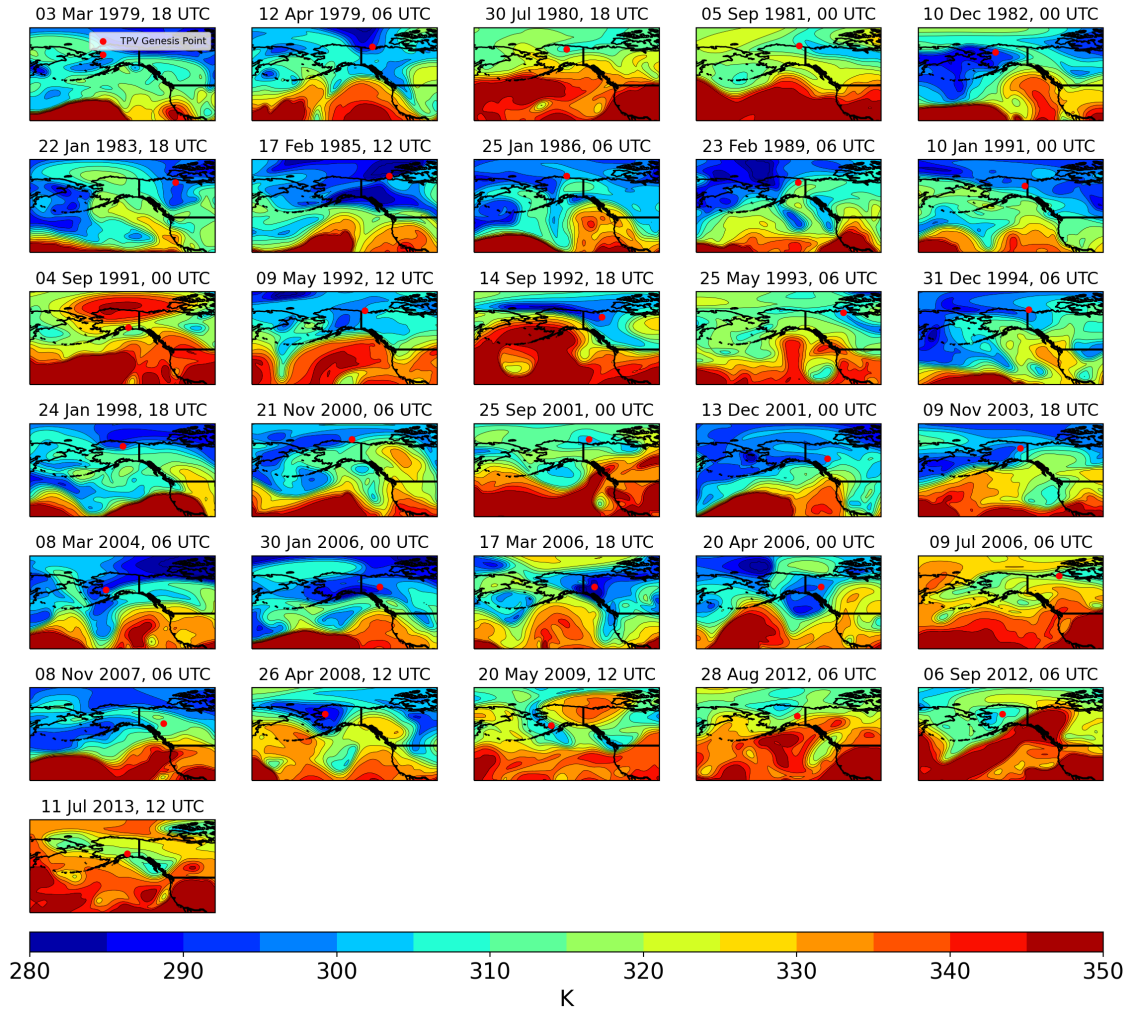 03 Mar 1979, 18 UTC
12 Apr 1979, 06 UTC
30 Jul 1980, 18 UTC
05 Sep 1981, 00 UTC
10 Dec 1982, 00 UTC
TPV Genesis Point
22 Jan 1983, 18 UTC
17 Feb 1985, 12 UTC
25 Jan 1986, 06 UTC
23 Feb 1989, 06 UTC
10 Jan 1991, 00 UTC
04 Sep 1991, 00 UTC
09 May 1992, 12 UTC
14 Sep 1992, 18 UTC
25 May 1993, 06 UTC
31 Dec 1994, 06 UTC
24 Jan 1998, 18 UTC
21 Nov 2000, 06 UTC
25 Sep 2001, 00 UTC
13 Dec 2001, 00 UTC
09 Nov 2003, 18 UTC
08 Mar 2004, 06 UTC
30 Jan 2006, 00 UTC
17 Mar 2006, 18 UTC
20 Apr 2006, 00 UTC
09 Jul 2006, 06 UTC
08 Nov 2007, 06 UTC
26 Apr 2008, 12 UTC
20 May 2009, 12 UTC
28 Aug 2012, 06 UTC
06 Sep 2012, 06 UTC
11 Jul 2013, 12 UTC
280 290 300 310 320 330 340 350
K